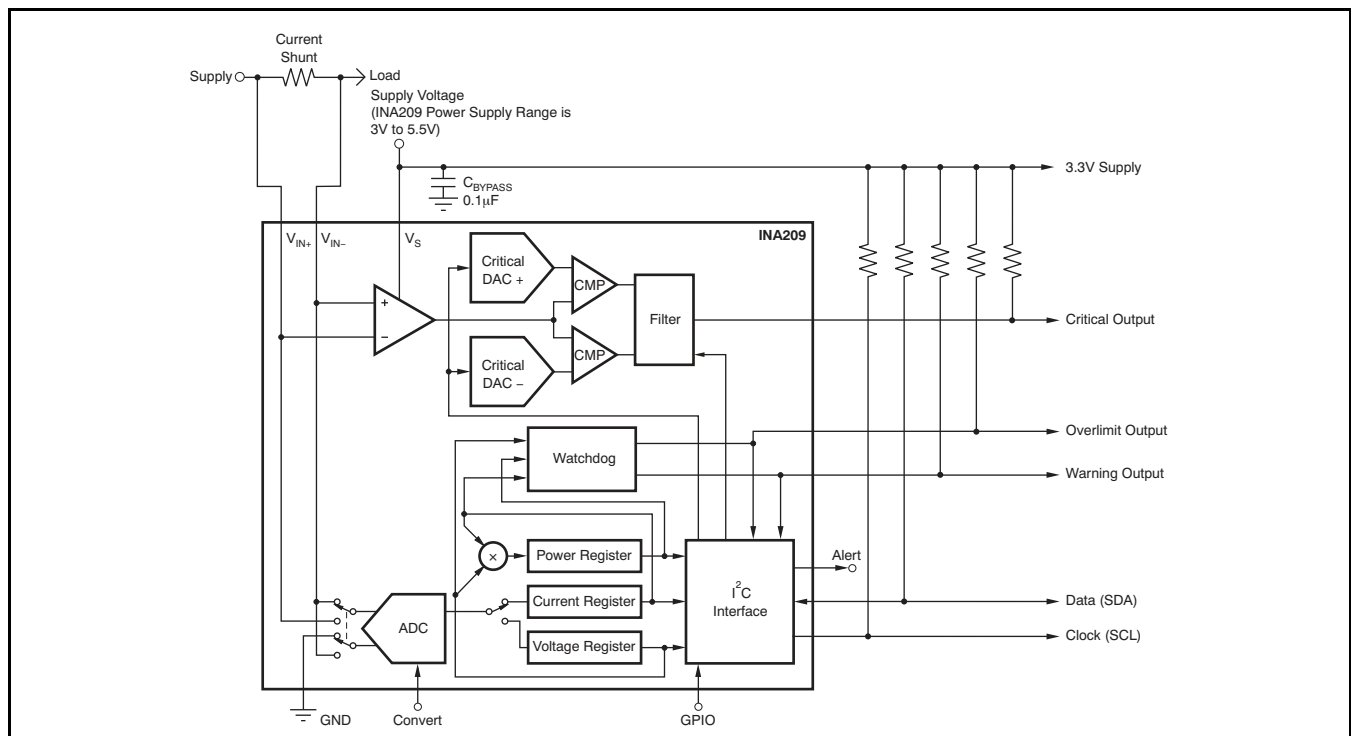 Current
Shunt
Supply
Load
Supply Voltage
(INA209 Power Supply Range is
3V to 5.5V)
3.3V Supply
CBYPASS
0.1μF
VIN+
VIN−
VS
INA209
Critical
DAC +
CMP
Filter
Critical Output
+
−
Critical
DAC −
CMP
Overlimit Output
Watchdog
Warning Output
×
Power Register
Alert
I2C
Interface
Current Register
Data (SDA)
ADC
Clock (SCL)
Voltage Register
GND
Convert
GPIO